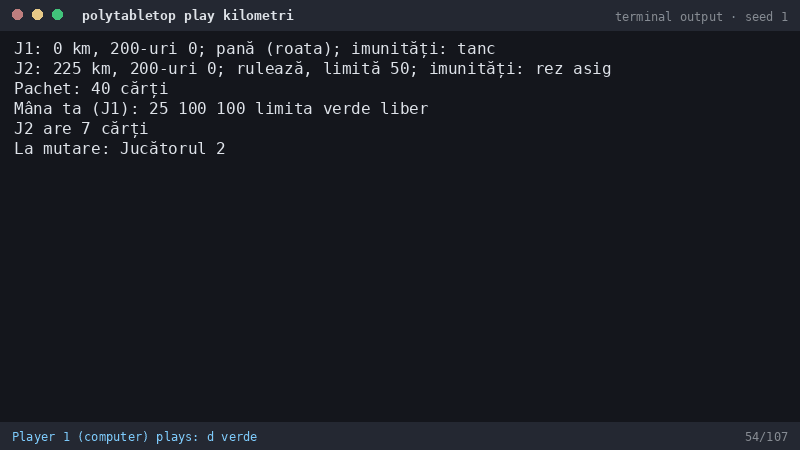 polytabletop play kilometri
terminal output · seed 1
J1: 0 km, 200-uri 0; pană (roata); imunități: tanc
J2: 225 km, 200-uri 0; rulează, limită 50; imunități: rez asig
Pachet: 40 cărți
Mâna ta (J1): 25 100 100 limita verde liber
J2 are 7 cărți
La mutare: Jucătorul 2
Player 1 (computer) plays: d verde
54/107